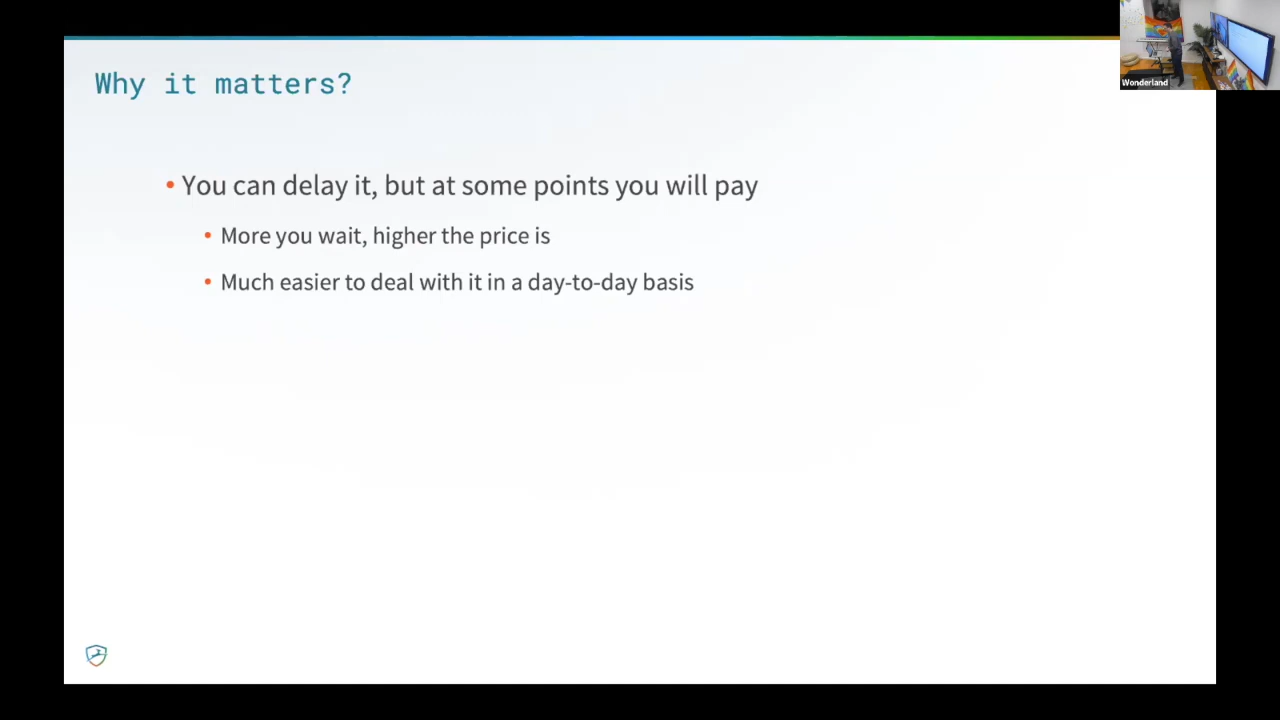 Why it matters?
Wonderland
• You can delay it, but at some points you will pay
• More you wait, higher the price is
• Much easier to deal with it in a day-to-day basis